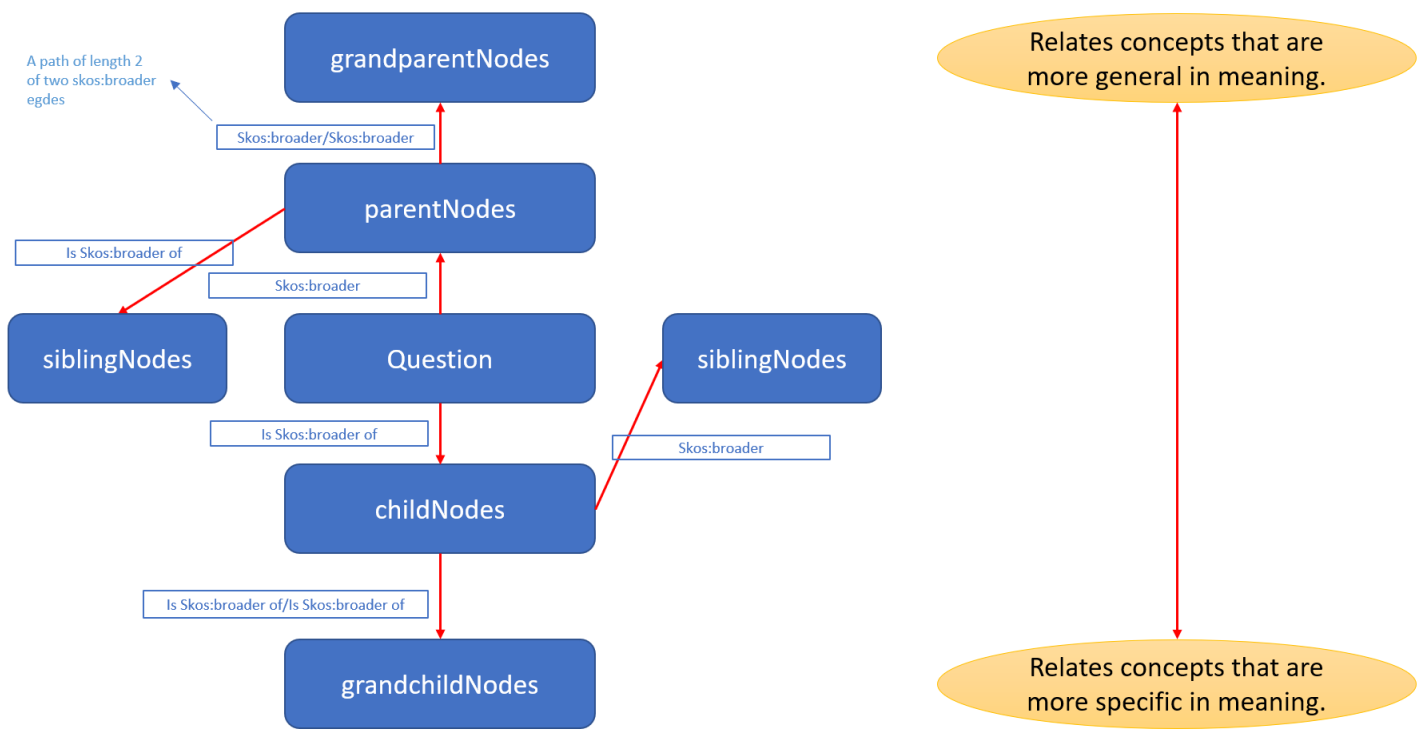 grandparentNodes
A path of length 2
of two skos:broader
egdes
Skos:broader/Skos:broader
parentNodes
Is Skos:broader of
Skos:broader
siblingNodes
Question
siblingNodes
Is Skos:broader of
Skos:broader
childNodes
Is Skos:broader of/Is Skos:broader of
grandchildNodes
Relates concepts that are
more general in meaning.
Relates concepts that are
more specific in meaning.